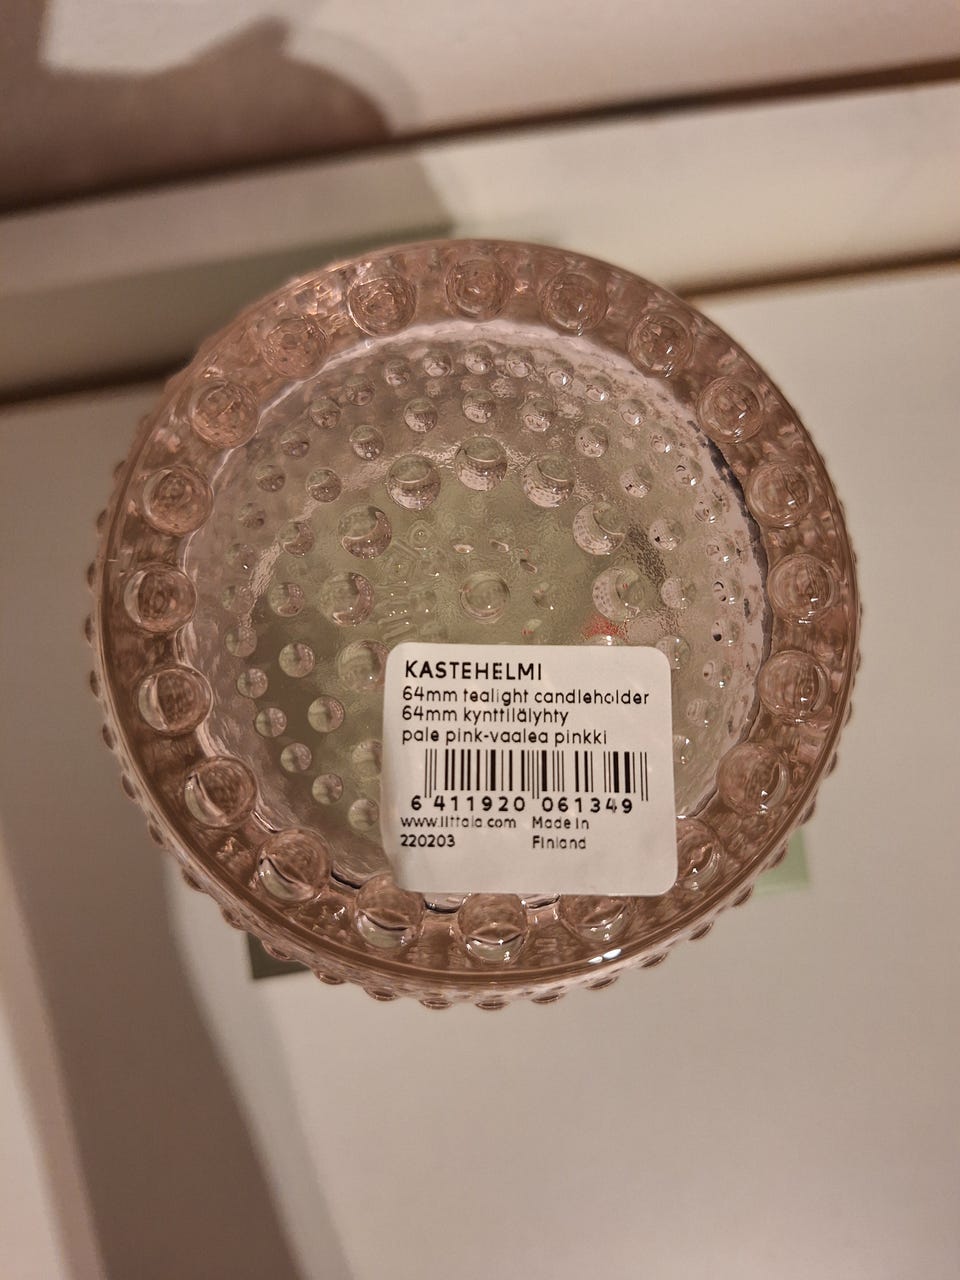 KASTEHELMI
64mm tealight candleholder
64mm kynttilälyhty
pale pink-vaalea pinkki
6 411920 061349
www.iittala.com Made in
220203 Finland